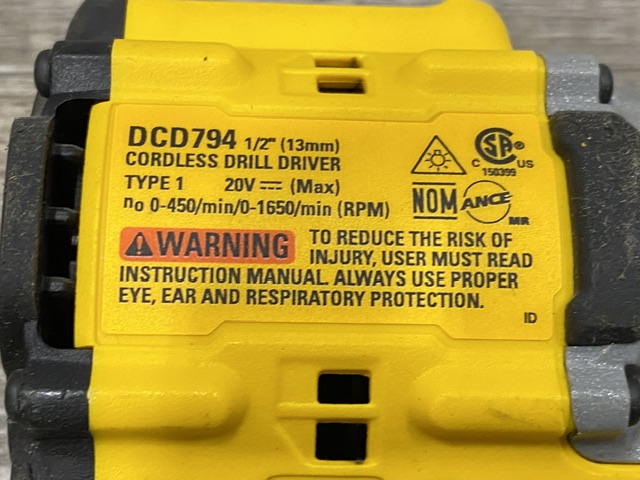 DCD794 1/2" (13mm)
CORDLESS DRILL DRIVER
TYPE 1 20V ⎓ (Max)
no 0-450/min/0-1650/min (RPM)
⚠WARNING TO REDUCE THE RISK OF
INJURY, USER MUST READ
INSTRUCTION MANUAL. ALWAYS USE PROPER
EYE, EAR AND RESPIRATORY PROTECTION.
SA®
C US
150399
NOM ANCE
MR
ID